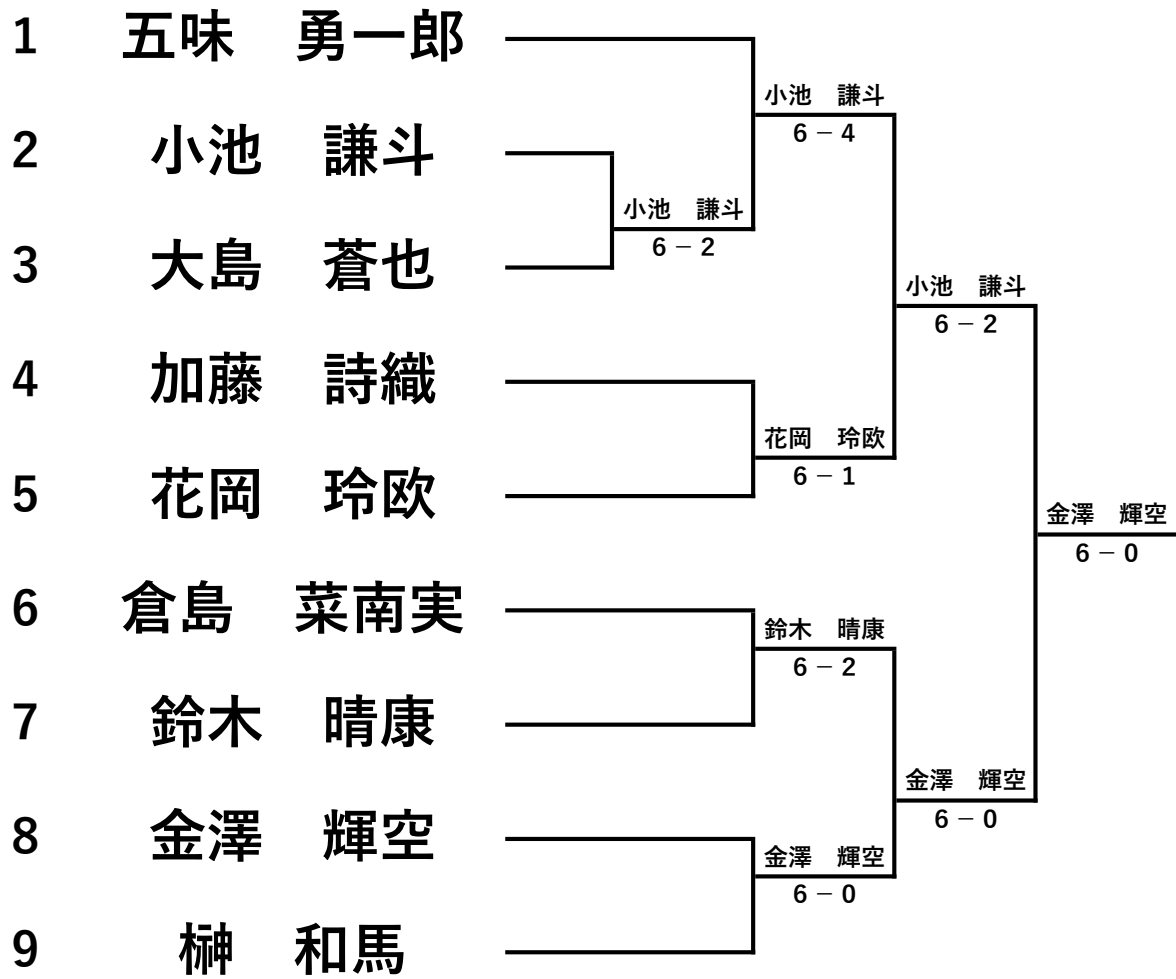 1 五味 勇一郎
小池 謙斗
6－4
2 小池 謙斗
小池 謙斗
6－2
3 大島 蒼也
小池 謙斗
6－2
4 加藤 詩織
花岡 玲欧
6－1
5 花岡 玲欧
金澤 輝空
6－0
6 倉島 菜南実
鈴木 晴康
6－2
7 鈴木 晴康
金澤 輝空
6－0
8 金澤 輝空
金澤 輝空
6－0
9 榊 和馬